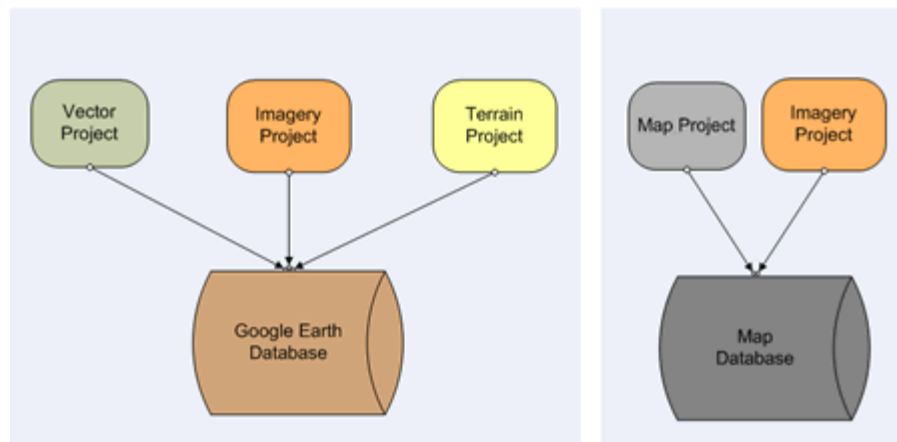 Vector
Project
Imagery
Project
Terrain
Project
Google Earth
Database
Map Project
Imagery
Project
Map
Database